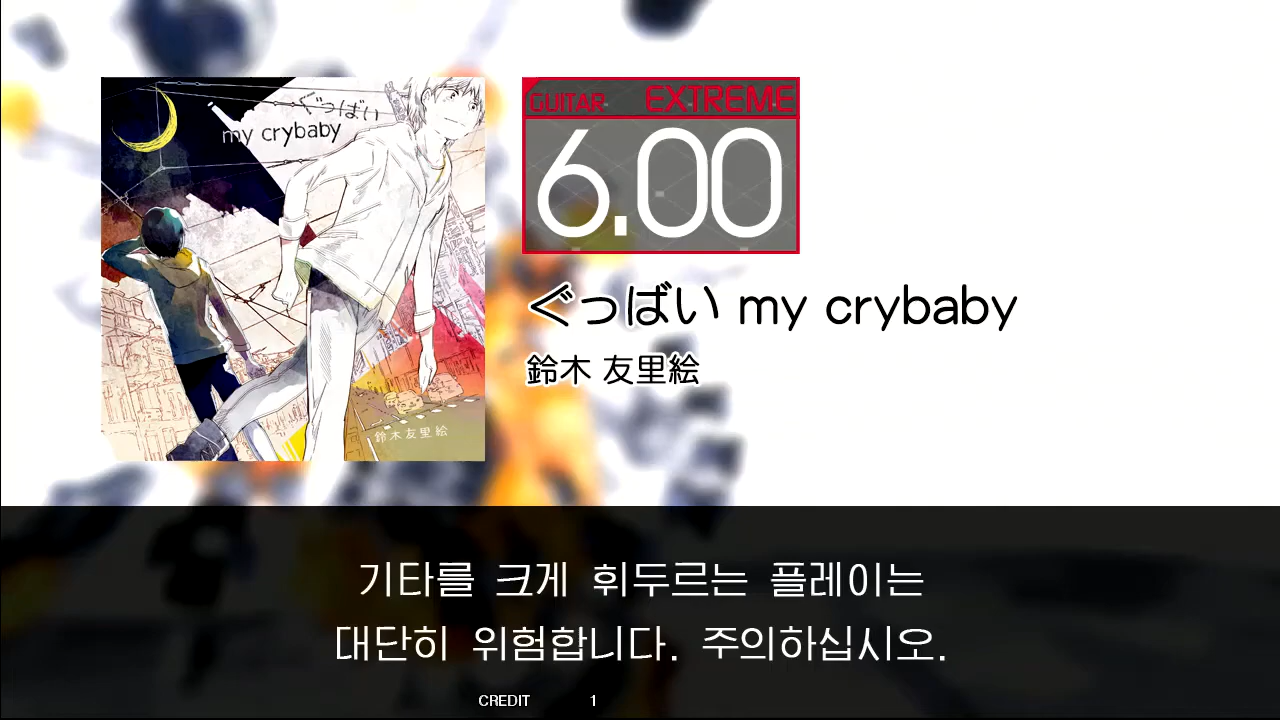 ぐっばい
my crybaby
鈴木友里絵
GUITAR EXTREME
6.00
ぐっばい my crybaby
鈴木 友里絵
기타를 크게 휘두르는 플레이는
대단히 위험합니다. 주의하십시오.
CREDIT 1